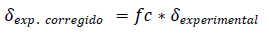 δexp. corregido = fc ∗ δexperimental